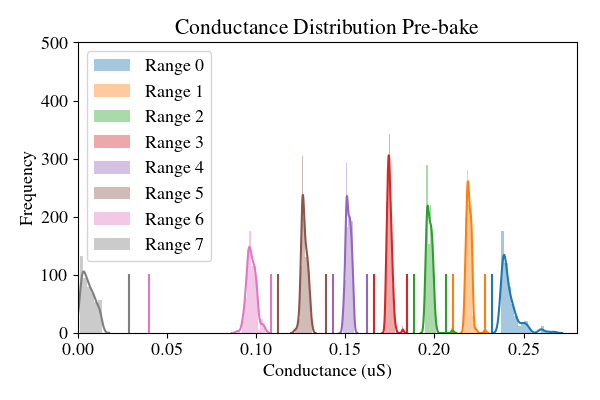 Conductance Distribution Pre-bake
500
400
300
200
100
0
Frequency
Range 0
Range 1
Range 2
Range 3
Range 4
Range 5
Range 6
Range 7
0.00 0.05 0.10 0.15 0.20 0.25
Conductance (uS)